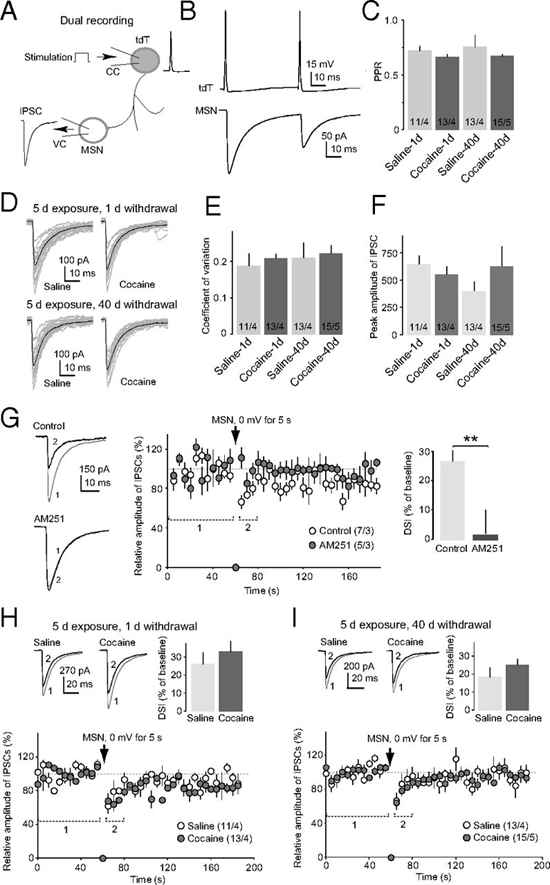 A
Dual recording
Stimulation
tdT
CC
IPSC
VC
MSN
B
tdT
15 mV
10 ms
MSN
50 pA
10 ms
C
PPR
1.0
0.75
0.5
0
11/4
13/4
13/4
15/5
Saline-1d
Cocaine-1d
Saline-40d
Cocaine-40d
D
5 d exposure, 1 d withdrawal
100 pA
10 ms
Saline
Cocaine
5 d exposure, 40 d withdrawal
100 pA
10 ms
Saline
Cocaine
E
Coefficient of variation
0.2
0.1
0
11/4
13/4
13/4
15/5
Saline-1d
Cocaine-1d
Saline-40d
Cocaine-40d
F
Peak amplitude of IPSC
750
500
250
0
11/4
13/4
13/4
15/5
Saline-1d
Cocaine-1d
Saline-40d
Cocaine-40d
G
Control
2
1
150 pA
10 ms
AM251
1
2
MSN, 0 mV for 5 s
Relative amplitude of IPSCs (%)
120
80
40
0
1
2
Control (7/3)
AM251 (5/3)
0
40
80
120
160
Time (s)
**
DSI (% of baseline)
30
20
10
0
Control
AM251
H
5 d exposure, 1 d withdrawal
Saline
Cocaine
2
1
2
1
270 pA
20 ms
DSI (% of baseline)
30
20
10
0
Saline
Cocaine
MSN, 0 mV for 5 s
Relative amplitude of IPSCs (%)
120
80
40
0
1
2
Saline (11/4)
Cocaine (13/4)
0
40
80
120
160
200
Time (s)
I
5 d exposure, 40 d withdrawal
Saline
Cocaine
2
1
2
1
200 pA
20 ms
DSI (% of baseline)
30
20
10
0
Saline
Cocaine
MSN, 0 mV for 5 s
Relative amplitude of IPSCs (%)
120
80
40
0
1
2
Saline (13/4)
Cocaine (15/5)
0
40
80
120
160
200
Time (s)